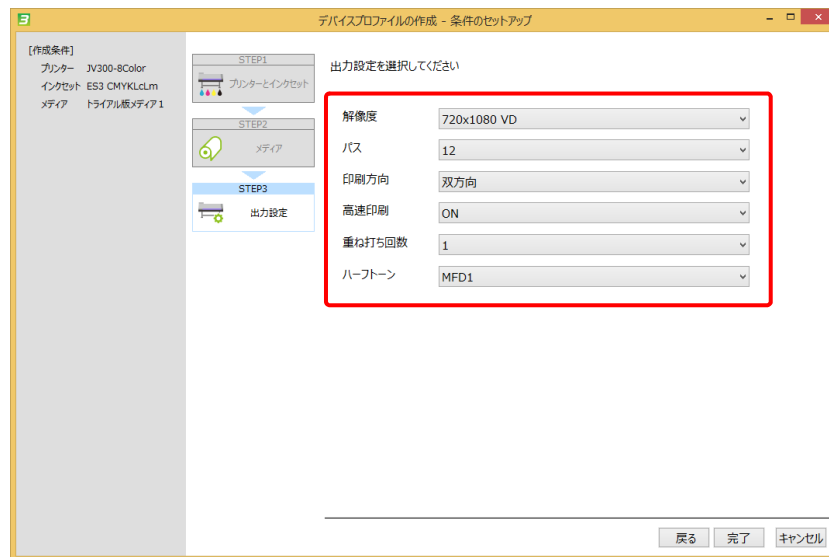 デバイスプロファイルの作成 - 条件のセットアップ
[作成条件]
プリンター JV300-8Color
インクセット ES3 CMYKLcLm
メディア トライアル版メディア1
STEP1
プリンターとインクセット
STEP2
メディア
STEP3
出力設定
出力設定を選択してください
解像度 720x1080 VD
パス 12
印刷方向 双方向
高速印刷 ON
重ね打ち回数 1
ハーフトーン MFD1
戻る 完了 キャンセル